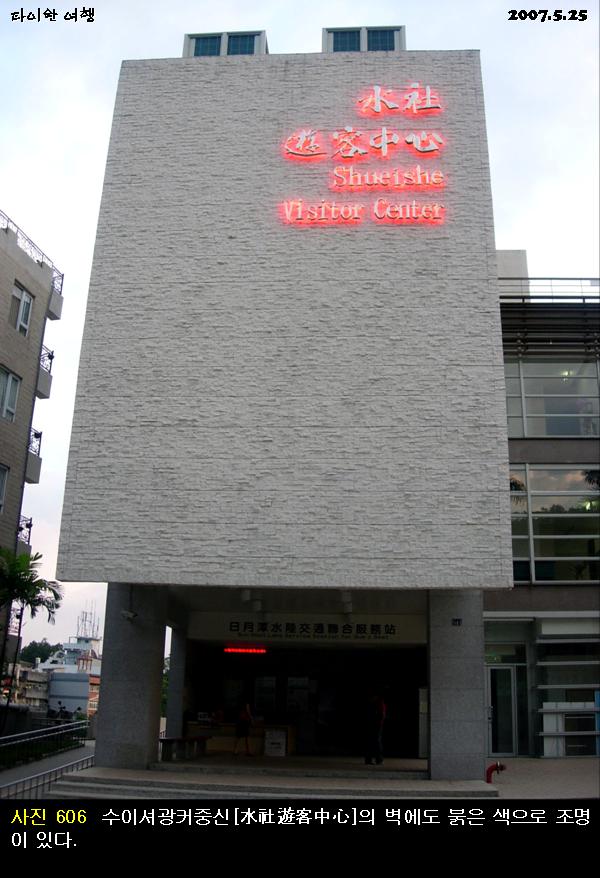 타이완 여행
2007.5.25
水社
遊客中心
Shueishe
Visitor Center
日月潭水陸交通聯合服務站
사진 606 수이셔광커중신[水社遊客中心]의 벽에도 붉은 색으로 조명
이 있다.